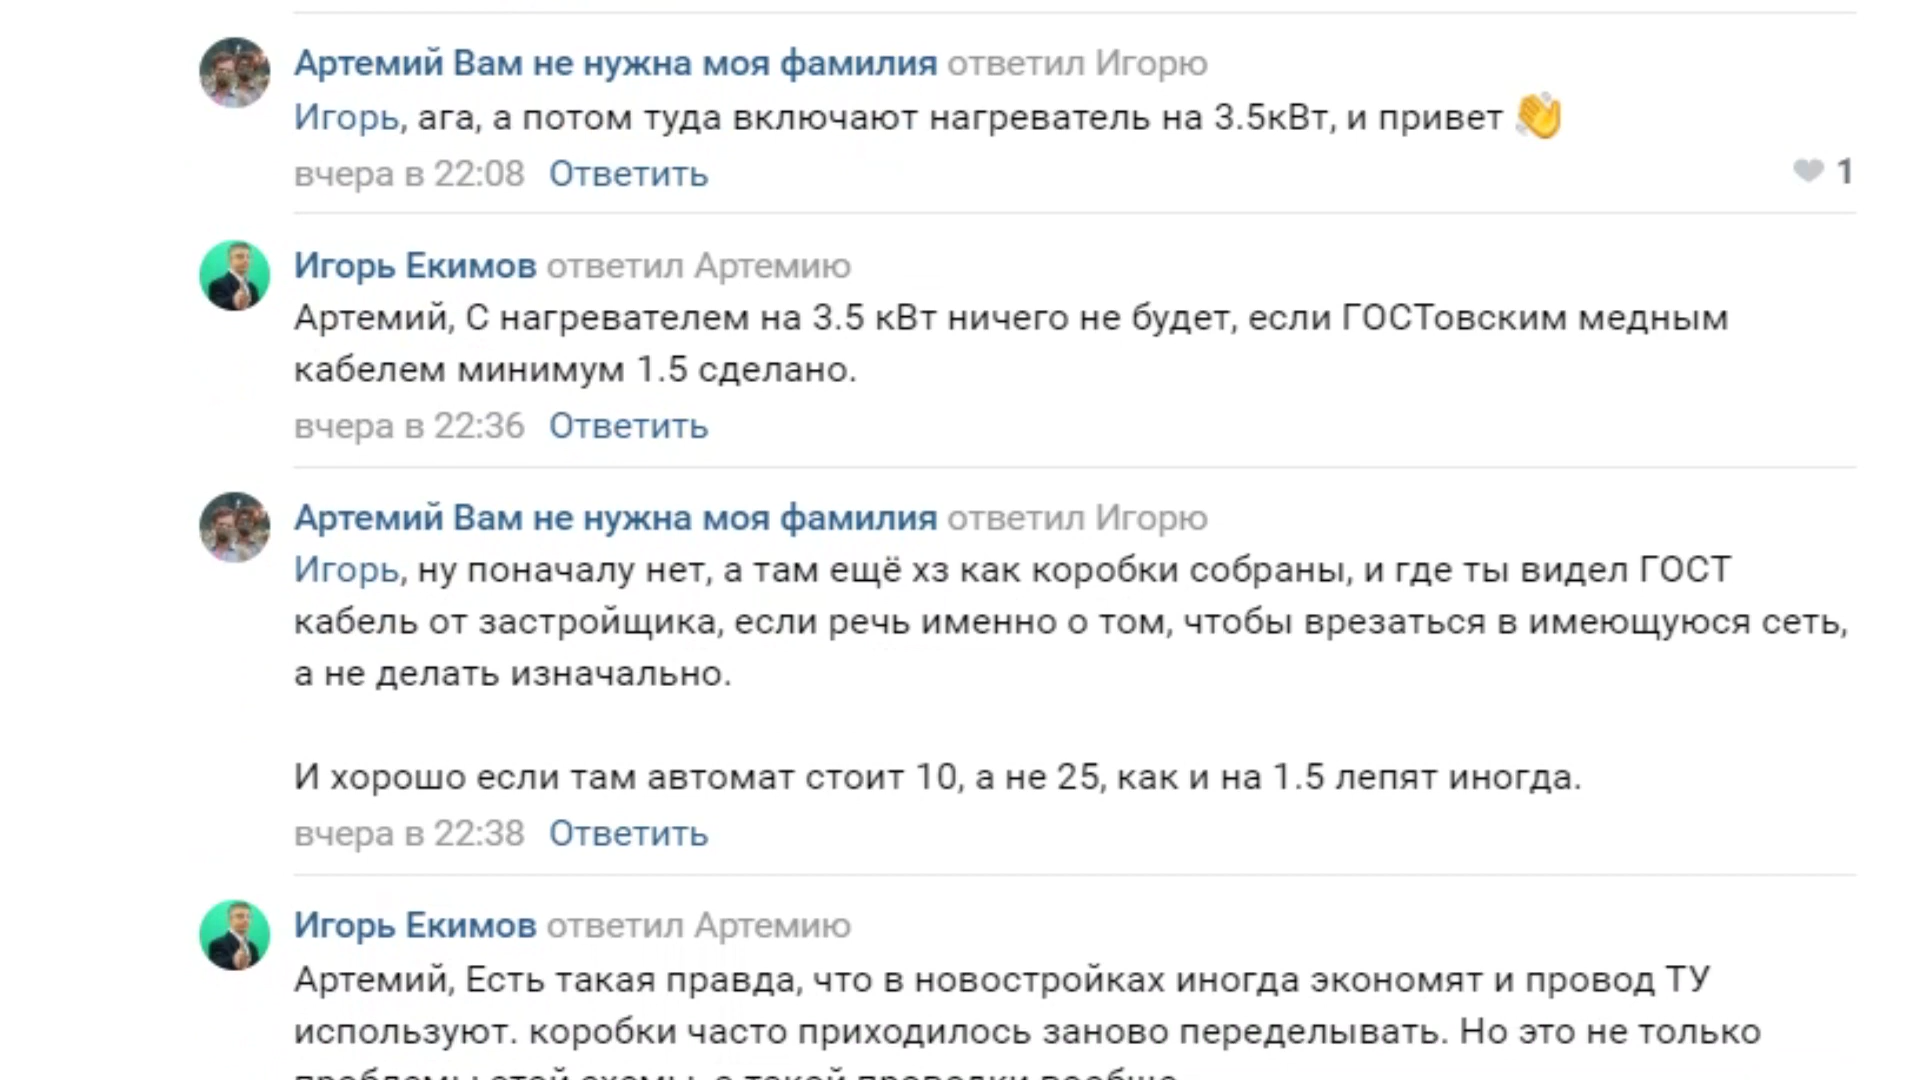 Артемий Вам не нужна моя фамилия ответил Игорю
Игорь, ага, а потом туда включают нагреватель на 3.5кВт, и привет 👋
вчера в 22:08 Ответить 1
Игорь Екимов ответил Артемию
Артемий, С нагревателем на 3.5 кВт ничего не будет, если ГОСТовским медным
кабелем минимум 1.5 сделано.
вчера в 22:36 Ответить
Артемий Вам не нужна моя фамилия ответил Игорю
Игорь, ну поначалу нет, а там ещё хз как коробки собраны, и где ты видел ГОСТ
кабель от застройщика, если речь именно о том, чтобы врезаться в имеющуюся сеть,
а не делать изначально.
И хорошо если там автомат стоит 10, а не 25, как и на 1.5 лепят иногда.
вчера в 22:38 Ответить
Игорь Екимов ответил Артемию
Артемий, Есть такая правда, что в новостройках иногда экономят и провод ТУ
используют. коробки часто приходилось заново переделывать. Но это не только
этой схемы, а такой проводки вообще